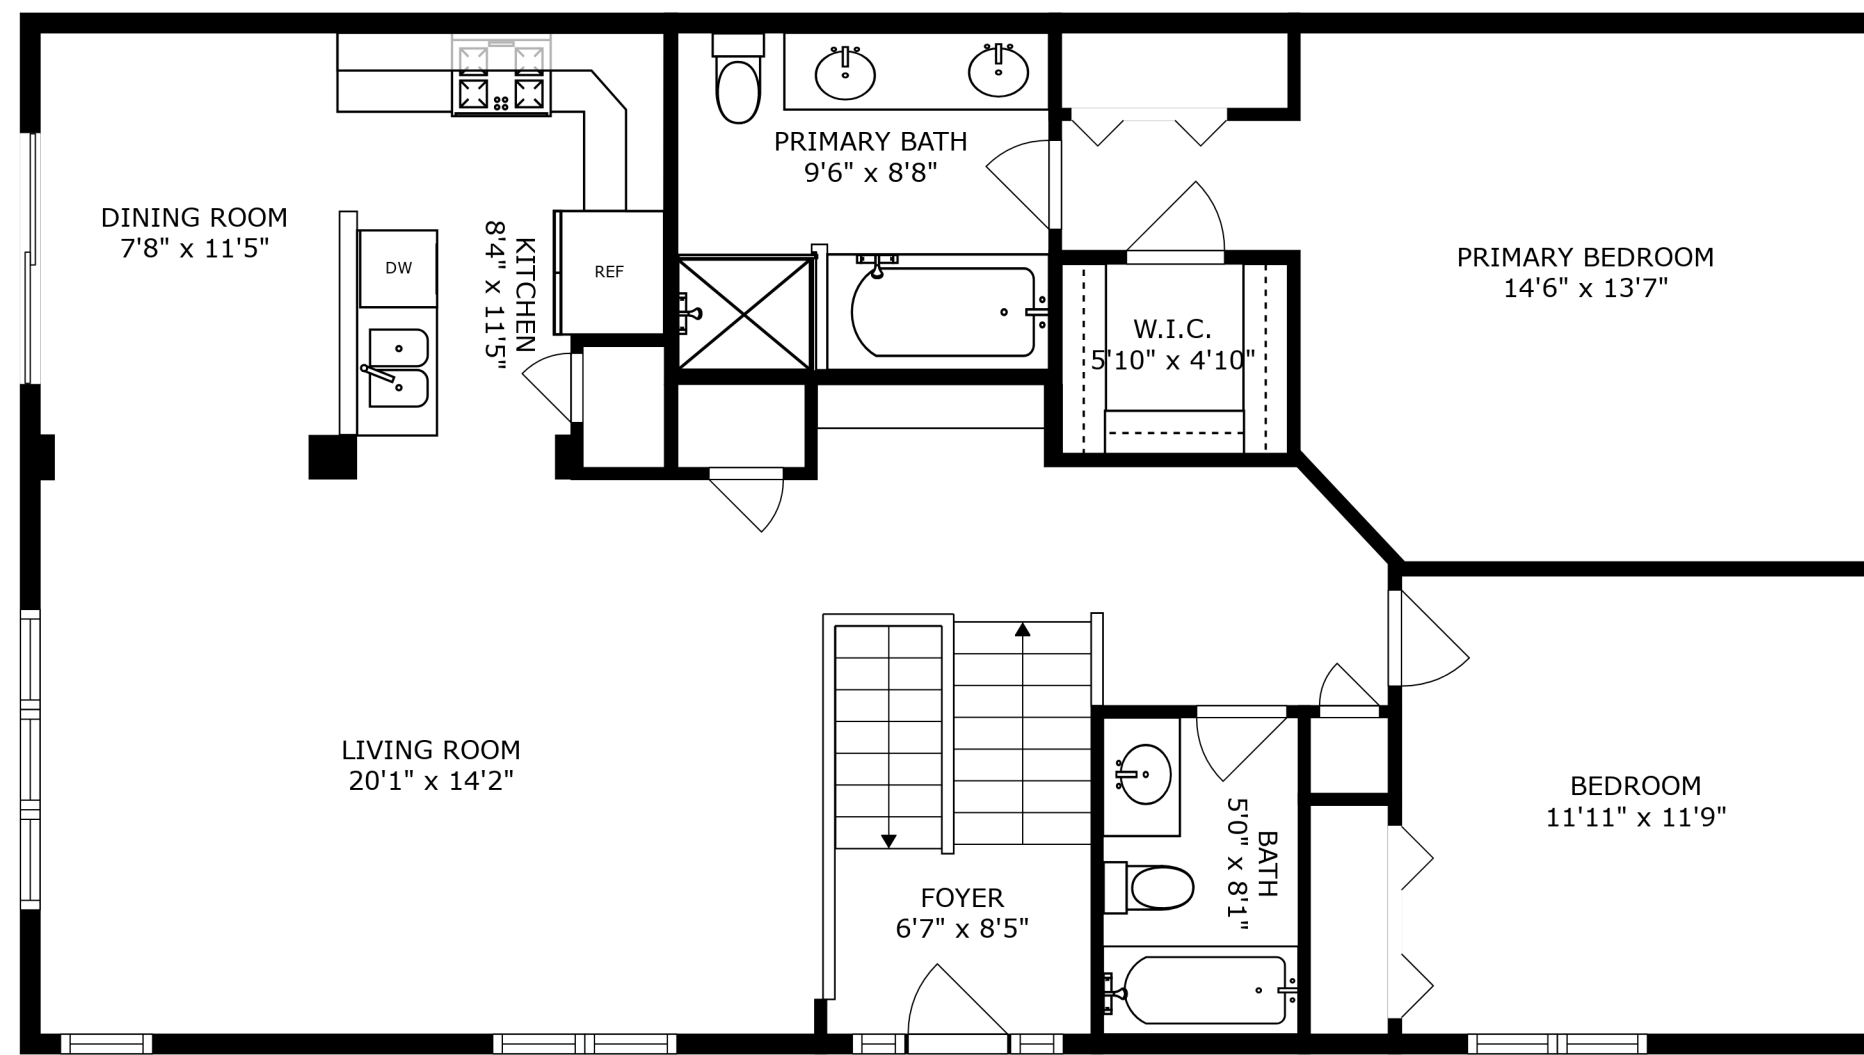 PRIMARY BATH
9'6" x 8'8"
DINING ROOM
7'8" x 11'5"
DW
KITCHEN
8'4" x 11'5"
REF
PRIMARY BEDROOM
14'6" x 13'7"
W.I.C.
5'10" x 4'10"
LIVING ROOM
20'1" x 14'2"
FOYER
6'7" x 8'5"
BATH
5'0" x 8'1"
BEDROOM
11'11" x 11'9"